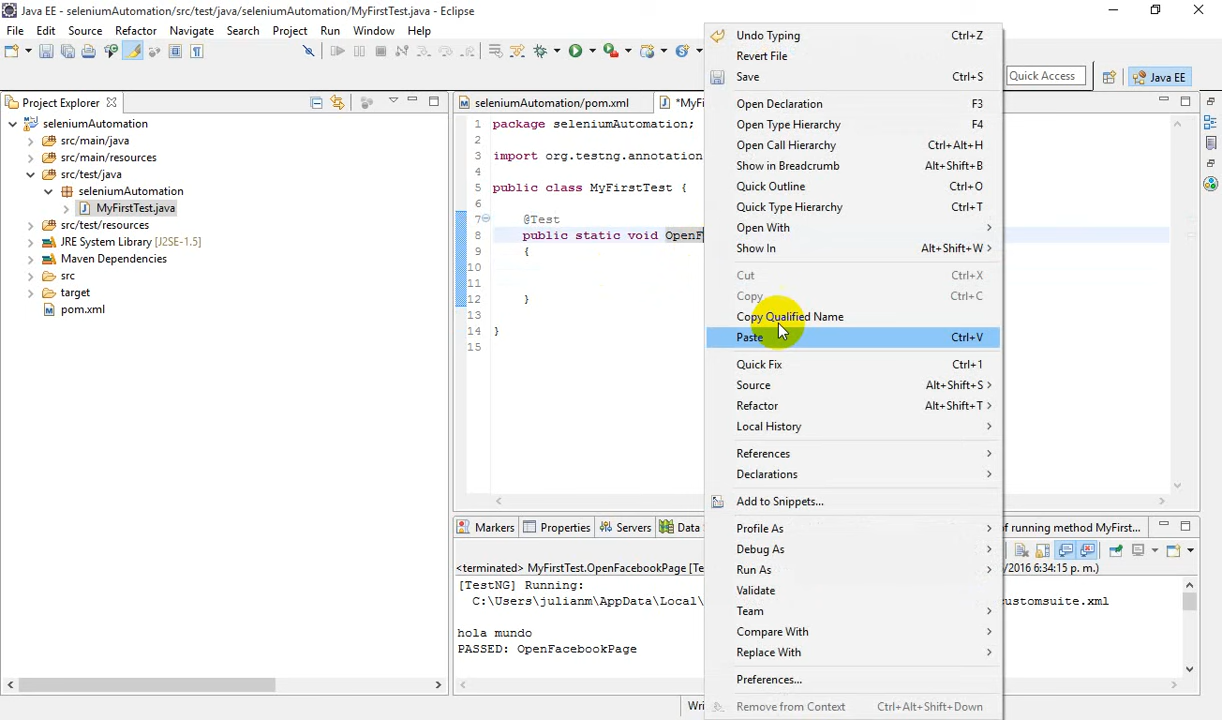 Java EE - seleniumAutomation/src/test/java/seleniumAutomation/MyFirstTest.java - Eclipse
File Edit Source Refactor Navigate Search Project Run Window Help
Quick Access
Java EE
Project Explorer
seleniumAutomation
src/main/java
src/main/resources
src/test/java
seleniumAutomation
MyFirstTest.java
src/test/resources
JRE System Library [J2SE-1.5]
Maven Dependencies
src
target
pom.xml
seleniumAutomation/pom.xml
*MyFi
1 package seleniumAutomation;
2
3 import org.testng.annotation
4
5 public class MyFirstTest {
6
7 @Test
8 public static void OpenF
9 {
10
11
12 }
13
14 }
15
Undo Typing Ctrl+Z
Revert File
Save Ctrl+S
Open Declaration F3
Open Type Hierarchy F4
Open Call Hierarchy Ctrl+Alt+H
Show in Breadcrumb Alt+Shift+B
Quick Outline Ctrl+O
Quick Type Hierarchy Ctrl+T
Open With
Show In Alt+Shift+W
Cut Ctrl+X
Copy Ctrl+C
Copy Qualified Name
Paste Ctrl+V
Quick Fix Ctrl+1
Source Alt+Shift+S
Refactor Alt+Shift+T
Local History
References
Declarations
Add to Snippets...
Profile As
Debug As
Run As
Validate
Team
Compare With
Replace With
Preferences...
Remove from Context Ctrl+Alt+Shift+Down
Markers Properties Servers Data
of running method MyFirst...
<terminated> MyFirstTest.OpenFacebookPage [Te
/2016 6:34:15 p. m.)
[TestNG] Running:
C:\Users\julianm\AppData\Local\
ustomsuite.xml
hola mundo
PASSED: OpenFacebookPage
Wri